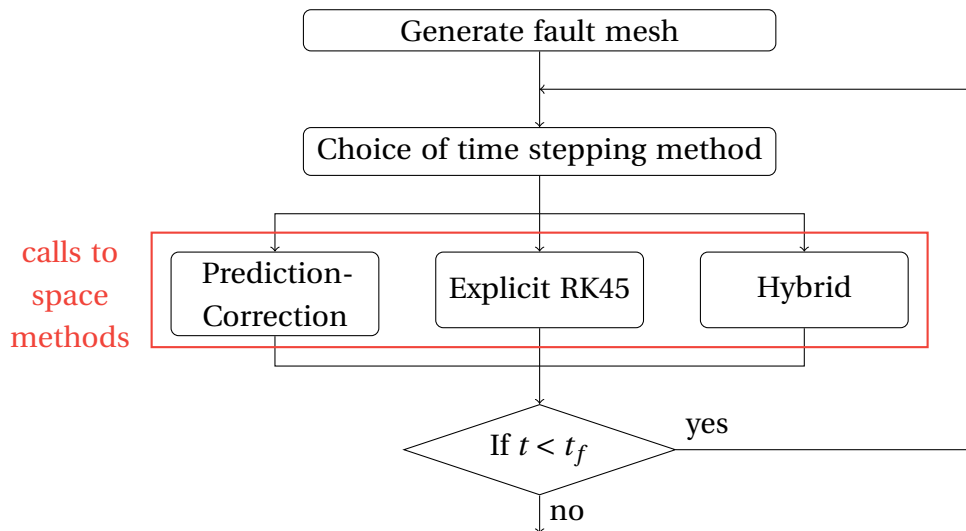 Generate fault mesh
Choice of time stepping method
calls to
space
methods
Prediction-
Correction
Explicit RK45
Hybrid
If t < t_f
yes
no